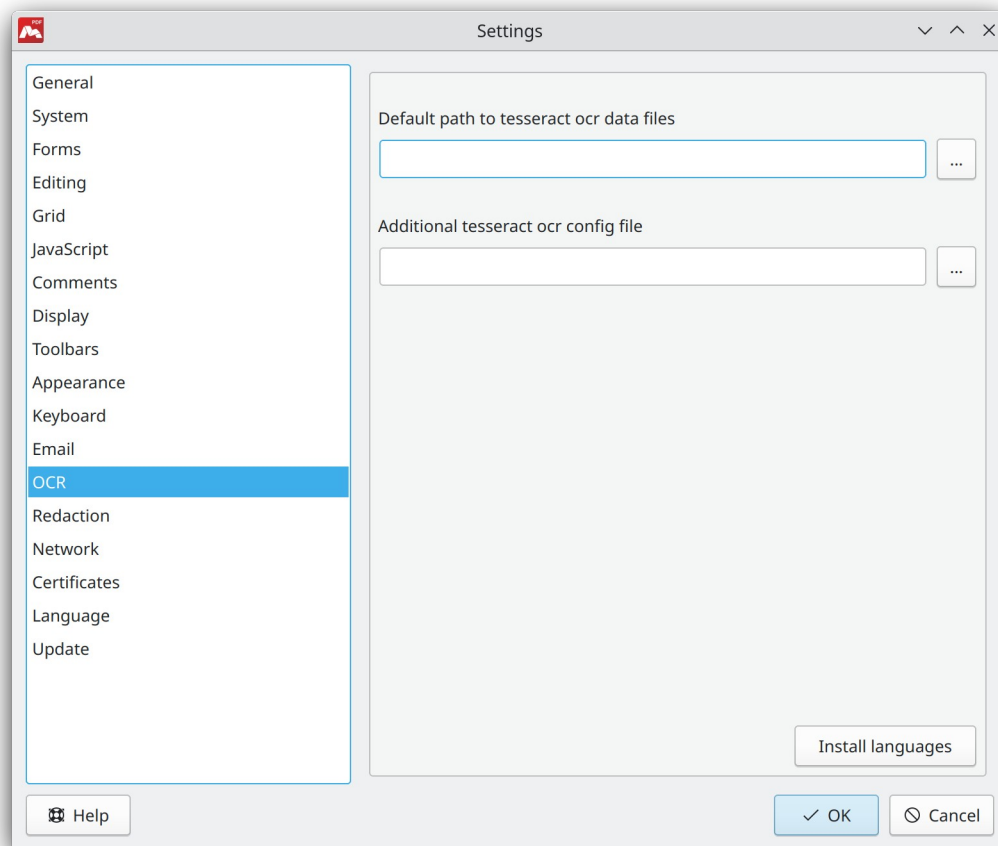 PDF
Settings
General
System
Forms
Editing
Grid
JavaScript
Comments
Display
Toolbars
Appearance
Keyboard
Email
OCR
Redaction
Network
Certificates
Language
Update
Default path to tesseract ocr data files
...
Additional tesseract ocr config file
...
Install languages
Help
OK
Cancel